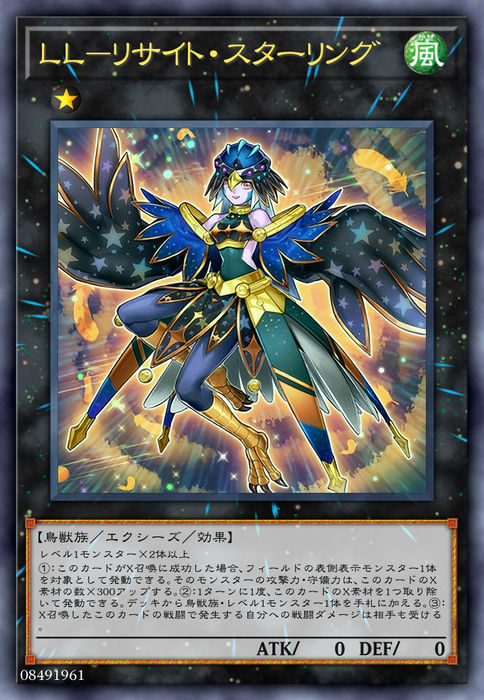 LL－リサイト・スターリング
かぜ
風
【鳥獣族／エクシーズ／効果】
レベル1モンスター×2体以上
①:このカードがX召喚に成功した場合、フィールドの表側表示モンスター1体
を対象として発動できる。そのモンスターの攻撃力・守備力は、このカードのX
素材の数×300アップする。②:1ターンに1度、このカードのX素材を1つ取り除
いて発動できる。デッキから鳥獣族・レベル1モンスター1体を手札に加える。③:
X召喚したこのカードの戦闘で発生する自分への戦闘ダメージは相手も受ける
。
ATK/ 0 DEF/ 0
08491961